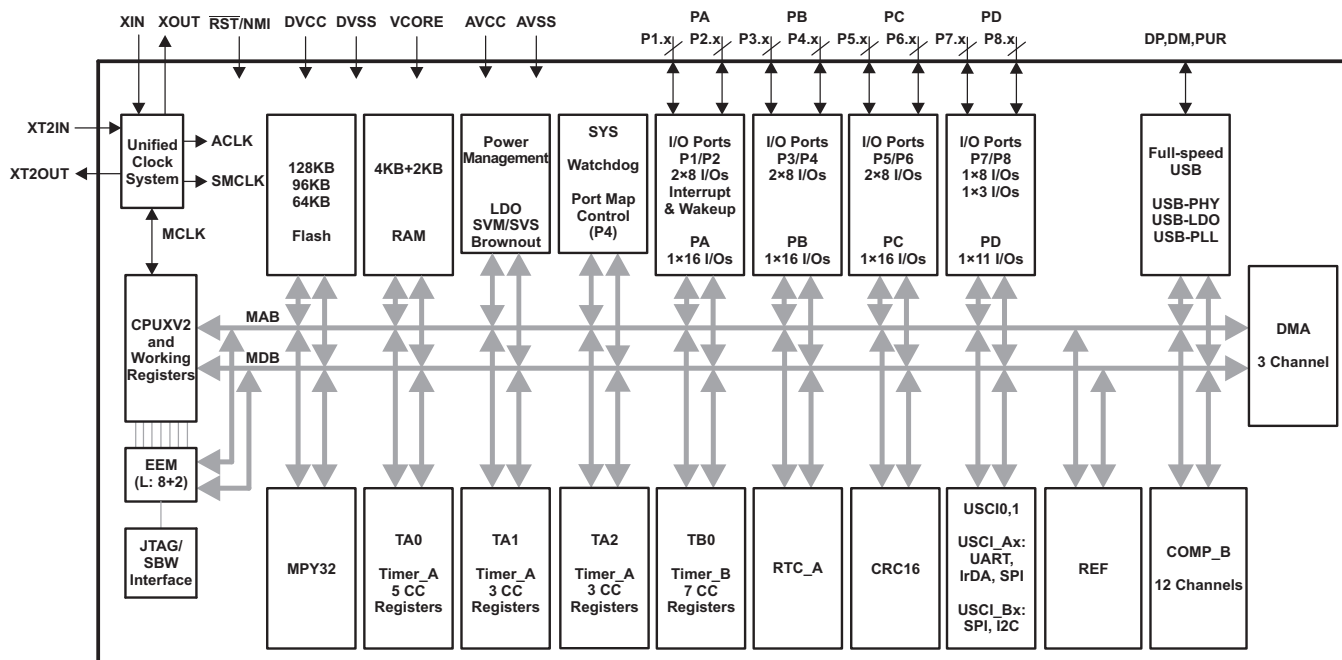 XIN XOUT RST/NMI DVCC DVSS VCORE AVCC AVSS PA PB PC PD
P1.x P2.x P3.x P4.x P5.x P6.x P7.x P8.x DP,DM,PUR
XT2IN
XT2OUT
Unified
Clock
System
ACLK
SMCLK
MCLK
128KB
96KB
64KB
Flash
4KB+2KB
RAM
Power
Management
LDO
SVM/SVS
Brownout
SYS
Watchdog
Port Map
Control
(P4)
I/O Ports
P1/P2
2×8 I/Os
Interrupt
& Wakeup
PA
1×16 I/Os
I/O Ports
P3/P4
2×8 I/Os
PB
1×16 I/Os
I/O Ports
P5/P6
2×8 I/Os
PC
1×16 I/Os
I/O Ports
P7/P8
1×8 I/Os
1×3 I/Os
PD
1×11 I/Os
Full-speed
USB
USB-PHY
USB-LDO
USB-PLL
CPUXV2
and
Working
Registers
MAB
MDB
DMA
3 Channel
EEM
(L: 8+2)
JTAG/
SBW
Interface
MPY32
TA0
Timer_A
5 CC
Registers
TA1
Timer_A
3 CC
Registers
TA2
Timer_A
3 CC
Registers
TB0
Timer_B
7 CC
Registers
RTC_A
CRC16
USCI0,1
USCI_Ax:
UART,
IrDA, SPI
USCI_Bx:
SPI, I2C
REF
COMP_B
12 Channels